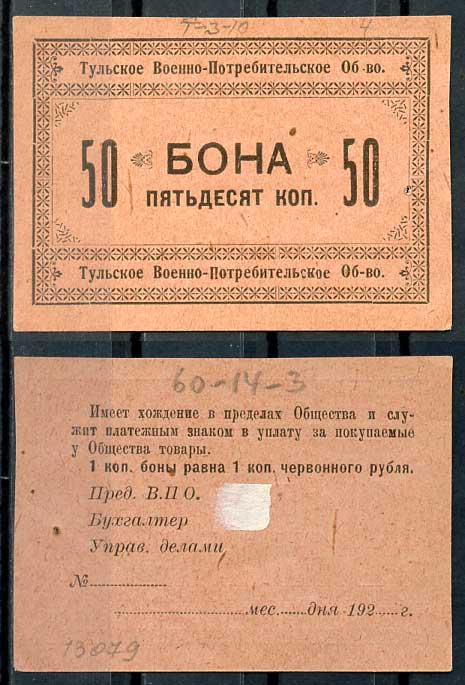 Т-3-10 4
Тульское Военно-Потребительское Об-во.
50 БОНА 50
ПЯТЬДЕСЯТ КОП.
Тульское Военно-Потребительское Об-во.
60-14-3
Имеет хождение в пределах Общества и слу-
жит платежным знаком в уплату за покупаемые
у Общества товары.
1 коп. боны равна 1 коп. червонного рубля.
Пред. В.П О.
Бухгалтер
Управ. делами
№
мес. дня 192 г.
13079